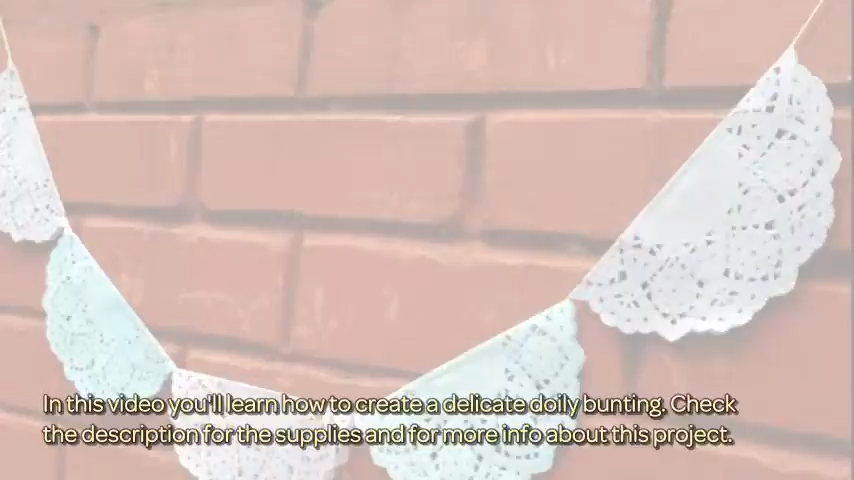 In this video you'll learn how to create a delicate doily bunting. Check
the description for the supplies and for more info about this project.